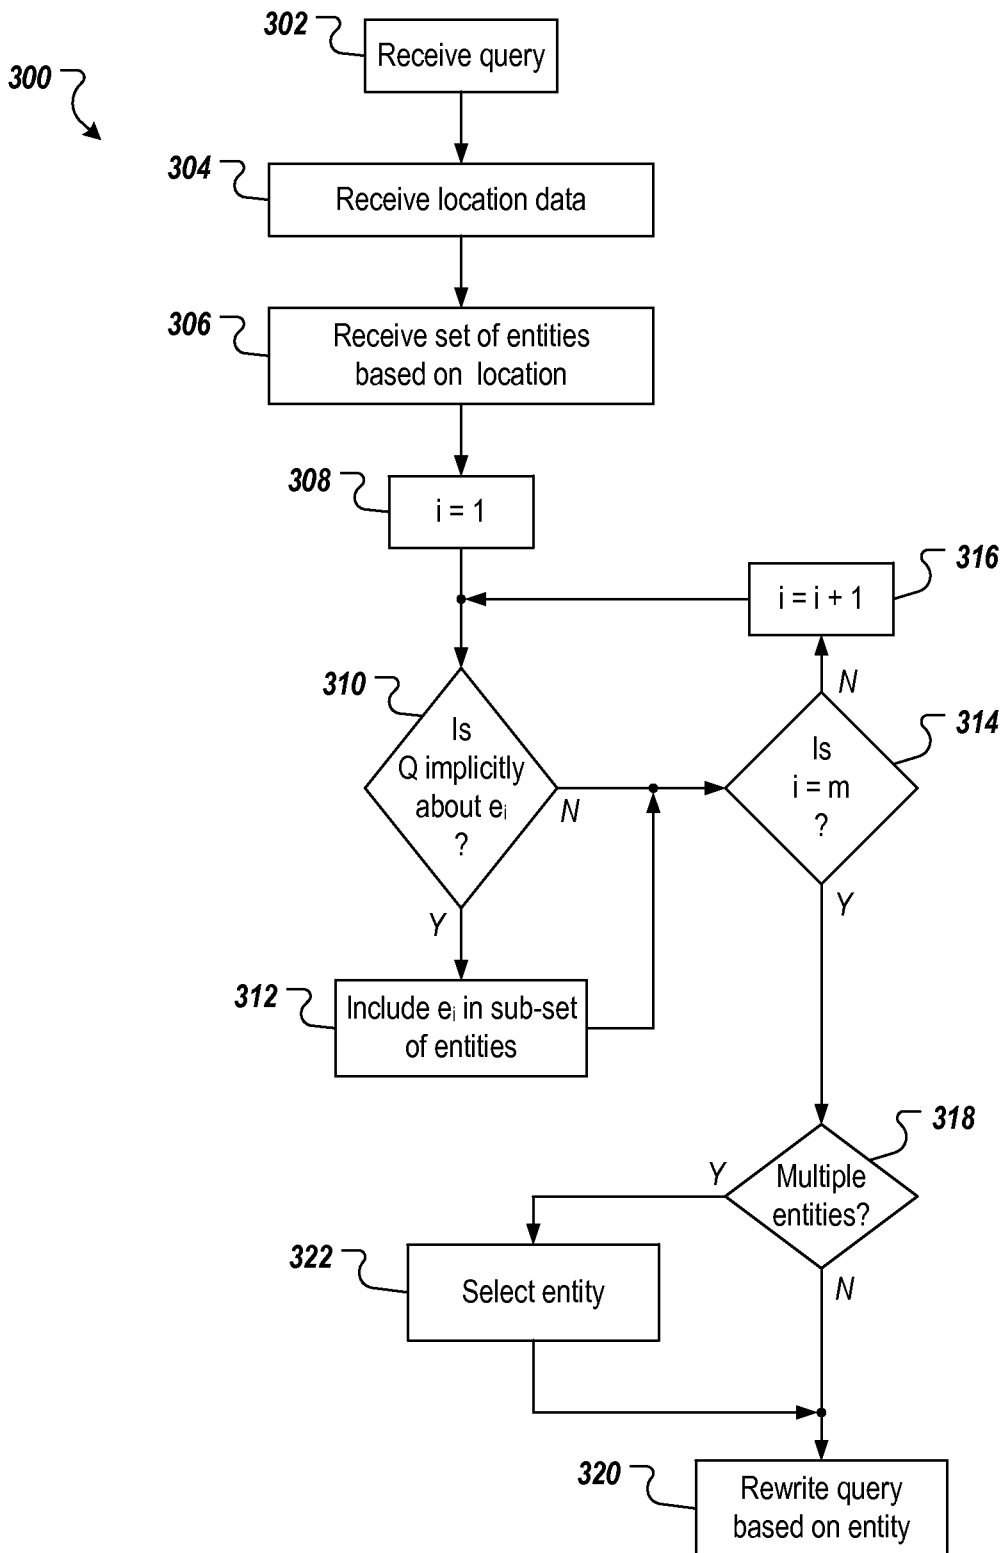 302
Receive query
300
304
Receive location data
306
Receive set of entities
based on location
308
i = 1
316
i = i + 1
310
N
314
Is
Q implicitly
about ei
?
N
Is
i = m
?
Y
Y
312
Include ei in sub-set
of entities
318
Y
Multiple
entities?
322
Select entity
N
320
Rewrite query
based on entity